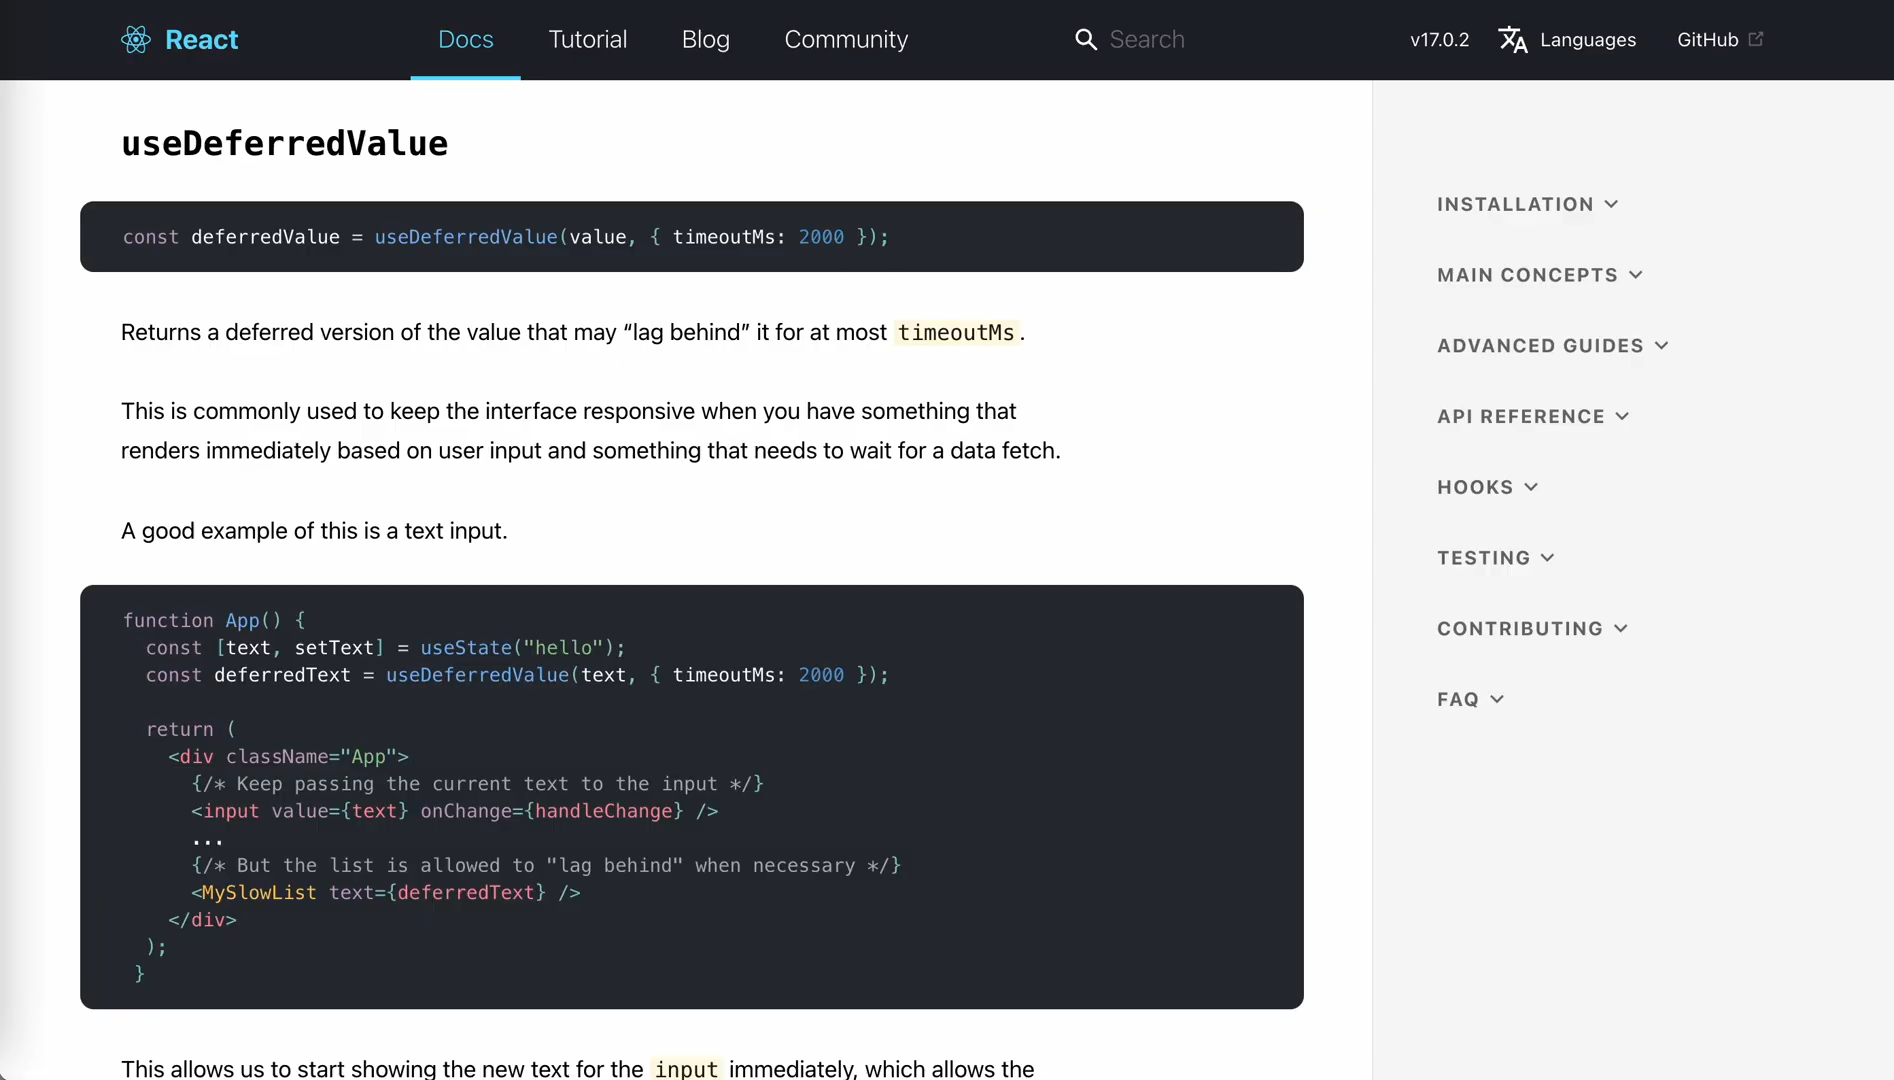 React
Docs
Tutorial
Blog
Community
Search
v17.0.2
Languages
GitHub
useDeferredValue
const deferredValue = useDeferredValue(value, { timeoutMs: 2000 });
Returns a deferred version of the value that may “lag behind” it for at most timeoutMs.
This is commonly used to keep the interface responsive when you have something that
renders immediately based on user input and something that needs to wait for a data fetch.
A good example of this is a text input.
function App() {
  const [text, setText] = useState("hello");
  const deferredText = useDeferredValue(text, { timeoutMs: 2000 });
  return (
    <div className="App">
      {/* Keep passing the current text to the input */}
      <input value={text} onChange={handleChange} />
      ...
      {/* But the list is allowed to "lag behind" when necessary */}
      <MySlowList text={deferredText} />
    </div>
  );
 }
This allows us to start showing the new text for the input immediately, which allows the
INSTALLATION
MAIN CONCEPTS
ADVANCED GUIDES
API REFERENCE
HOOKS
TESTING
CONTRIBUTING
FAQ